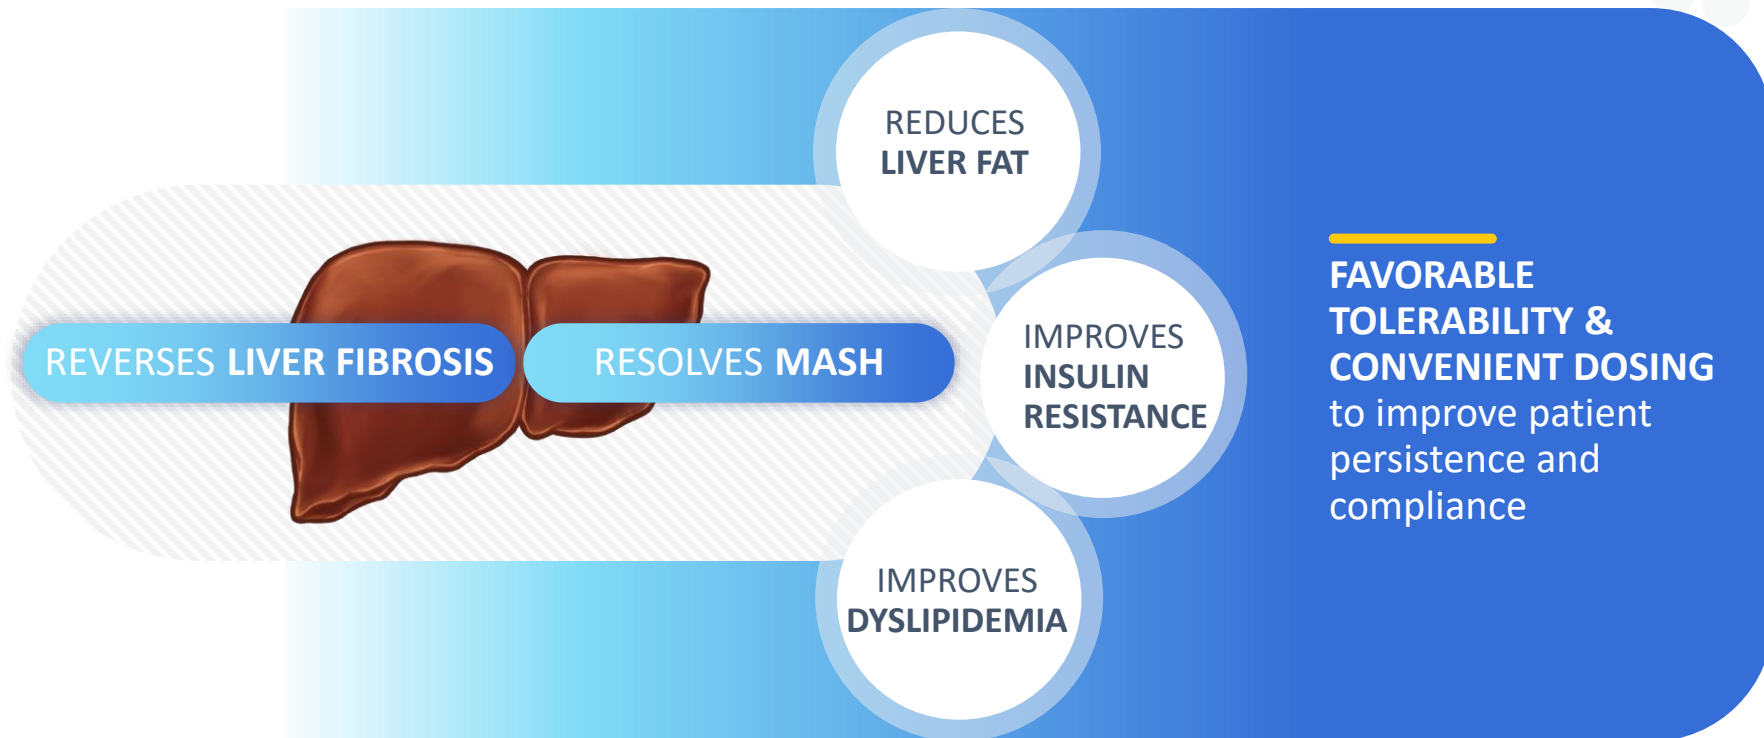 REVERSES LIVER FIBROSIS
RESOLVES MASH
REDUCES
LIVER FAT
IMPROVES
INSULIN
RESISTANCE
IMPROVES
DYSLIPIDEMIA
FAVORABLE
TOLERABILITY &
CONVENIENT DOSING
to improve patient
persistence and
compliance